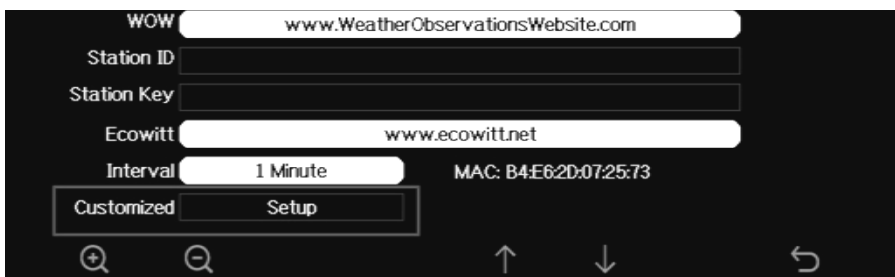 WOW www.WeatherObservationsWebsite.com
Station ID
Station Key
Ecowitt www.ecowitt.net
Interval 1 Minute MAC: B4:E6:2D:07:25:73
Customized Setup